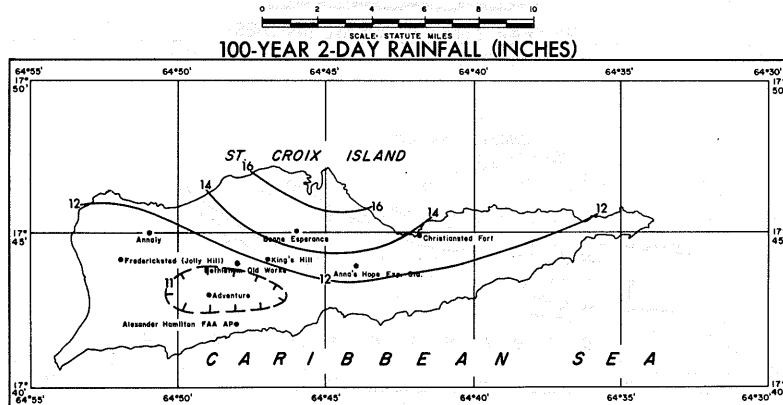 0 2 4 6 8 10
SCALE - STATUTE MILES
100-YEAR 2-DAY RAINFALL (INCHES)
64°55' 64°50' 64°45' 64°40' 64°35' 64°30'
17° 50' 17° 50'
ST. CROIX ISLAND
16
14 16
12 14 12
17° 45' Annaly Bonne Esperance Christiansted Fort 17° 45'
Fredericksted (Jolly Hill) King's Hill
Bethlehem Old Works 12 Anna's Hope Exp. Sta.
11 Adventure
Alexander Hamilton FAA AP
CARIBBEAN SEA
17° 40' 17° 40'
64°55' 64°50' 64°45' 64°40' 64°35' 64°30'